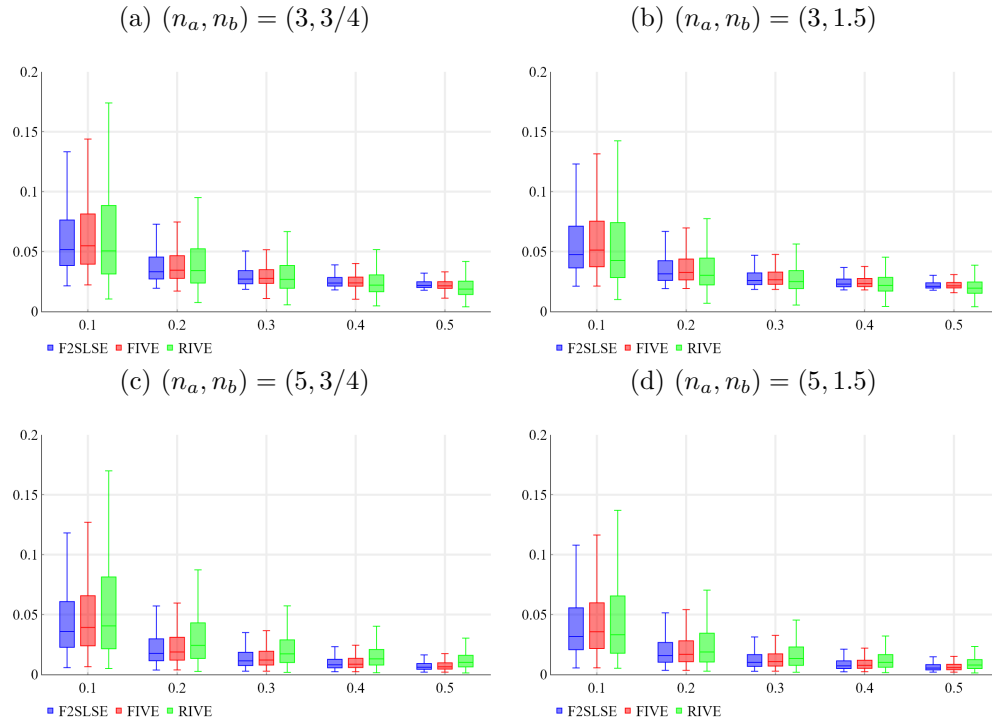 (a) (n_a, n_b) = (3, 3/4)
(b) (n_a, n_b) = (3, 1.5)
0.2
0.15
0.1
0.05
0
0.1 0.2 0.3 0.4 0.5
F2SLSE FIVE RIVE
0.2
0.15
0.1
0.05
0
0.1 0.2 0.3 0.4 0.5
F2SLSE FIVE RIVE
(c) (n_a, n_b) = (5, 3/4)
(d) (n_a, n_b) = (5, 1.5)
0.2
0.15
0.1
0.05
0
0.1 0.2 0.3 0.4 0.5
F2SLSE FIVE RIVE
0.2
0.15
0.1
0.05
0
0.1 0.2 0.3 0.4 0.5
F2SLSE FIVE RIVE